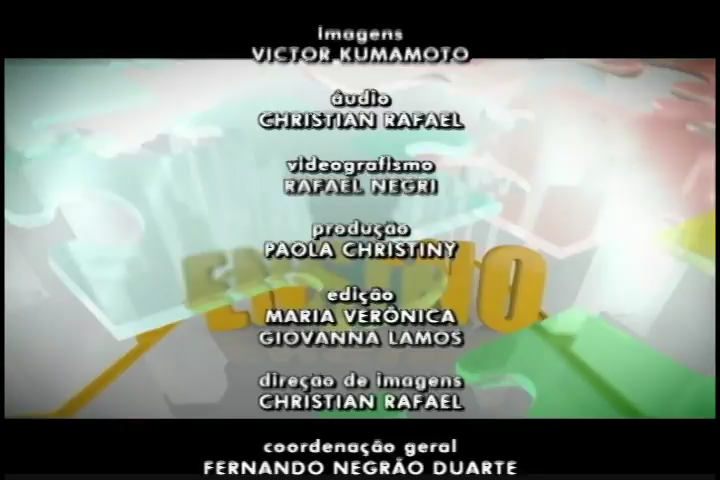 imagens
VICTOR KUMAMOTO
áudio
CHRISTIAN RAFAEL
videografismo
RAFAEL NEGRI
produção
PAOLA CHRISTINY
ENSINO
edição
MARIA VERÔNICA
GIOVANNA LAMOS
direção de imagens
CHRISTIAN RAFAEL
coordenação geral
FERNANDO NEGRÃO DUARTE